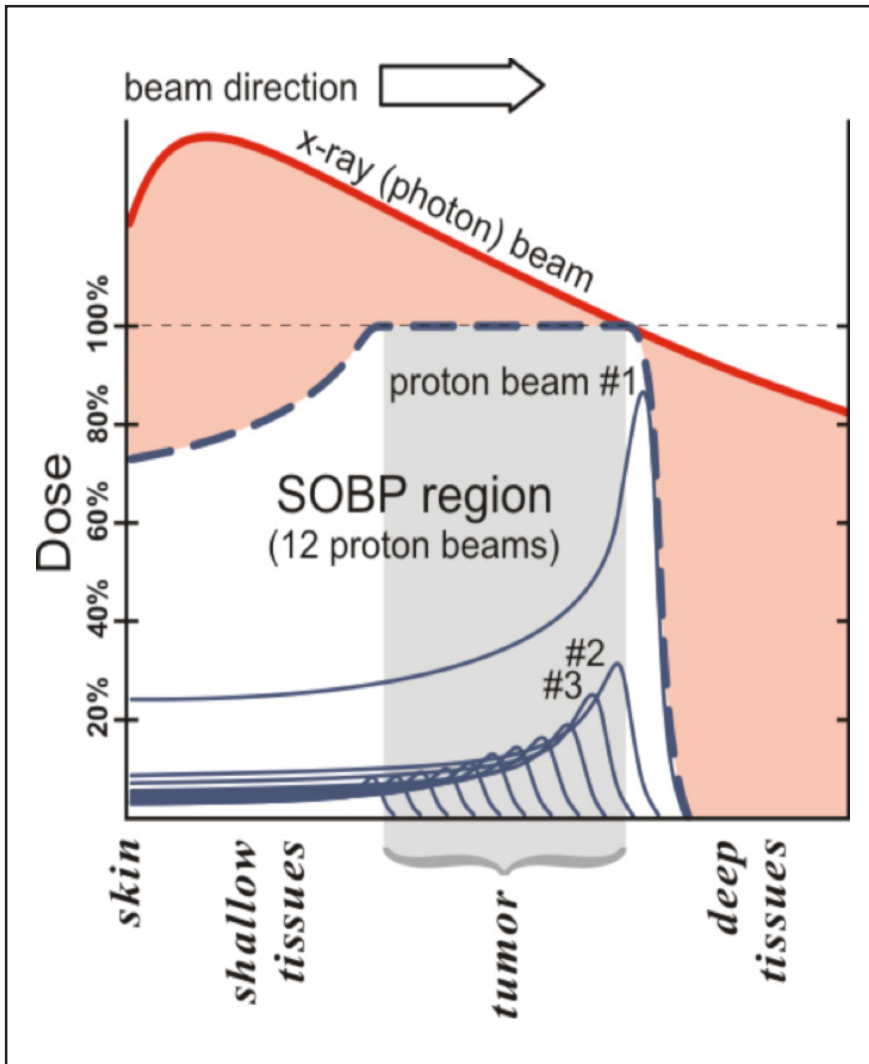 beam direction
x-ray (photon) beam
100%
80%
60%
40%
20%
Dose
proton beam #1
SOBP region
(12 proton beams)
#2
#3
skin
shallow
tissues
tumor
deep
tissues